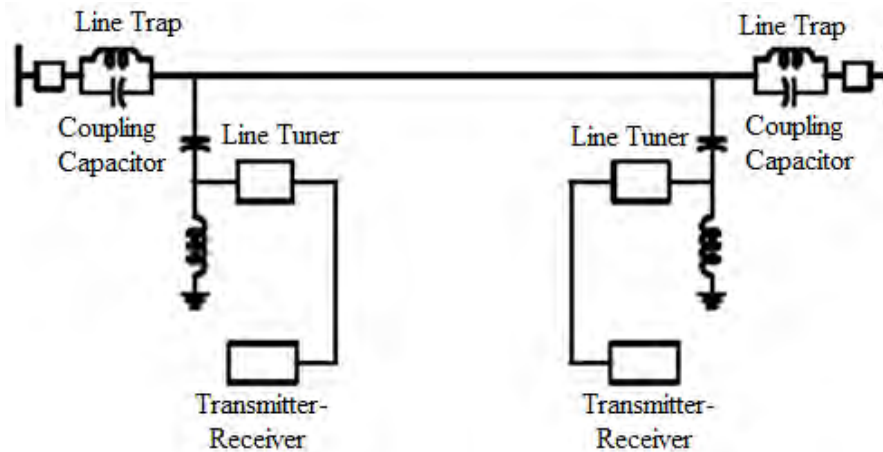 Line Trap
Line Trap
Coupling
Capacitor
Line Tuner
Line Tuner
Coupling
Capacitor
Transmitter-
Receiver
Transmitter-
Receiver